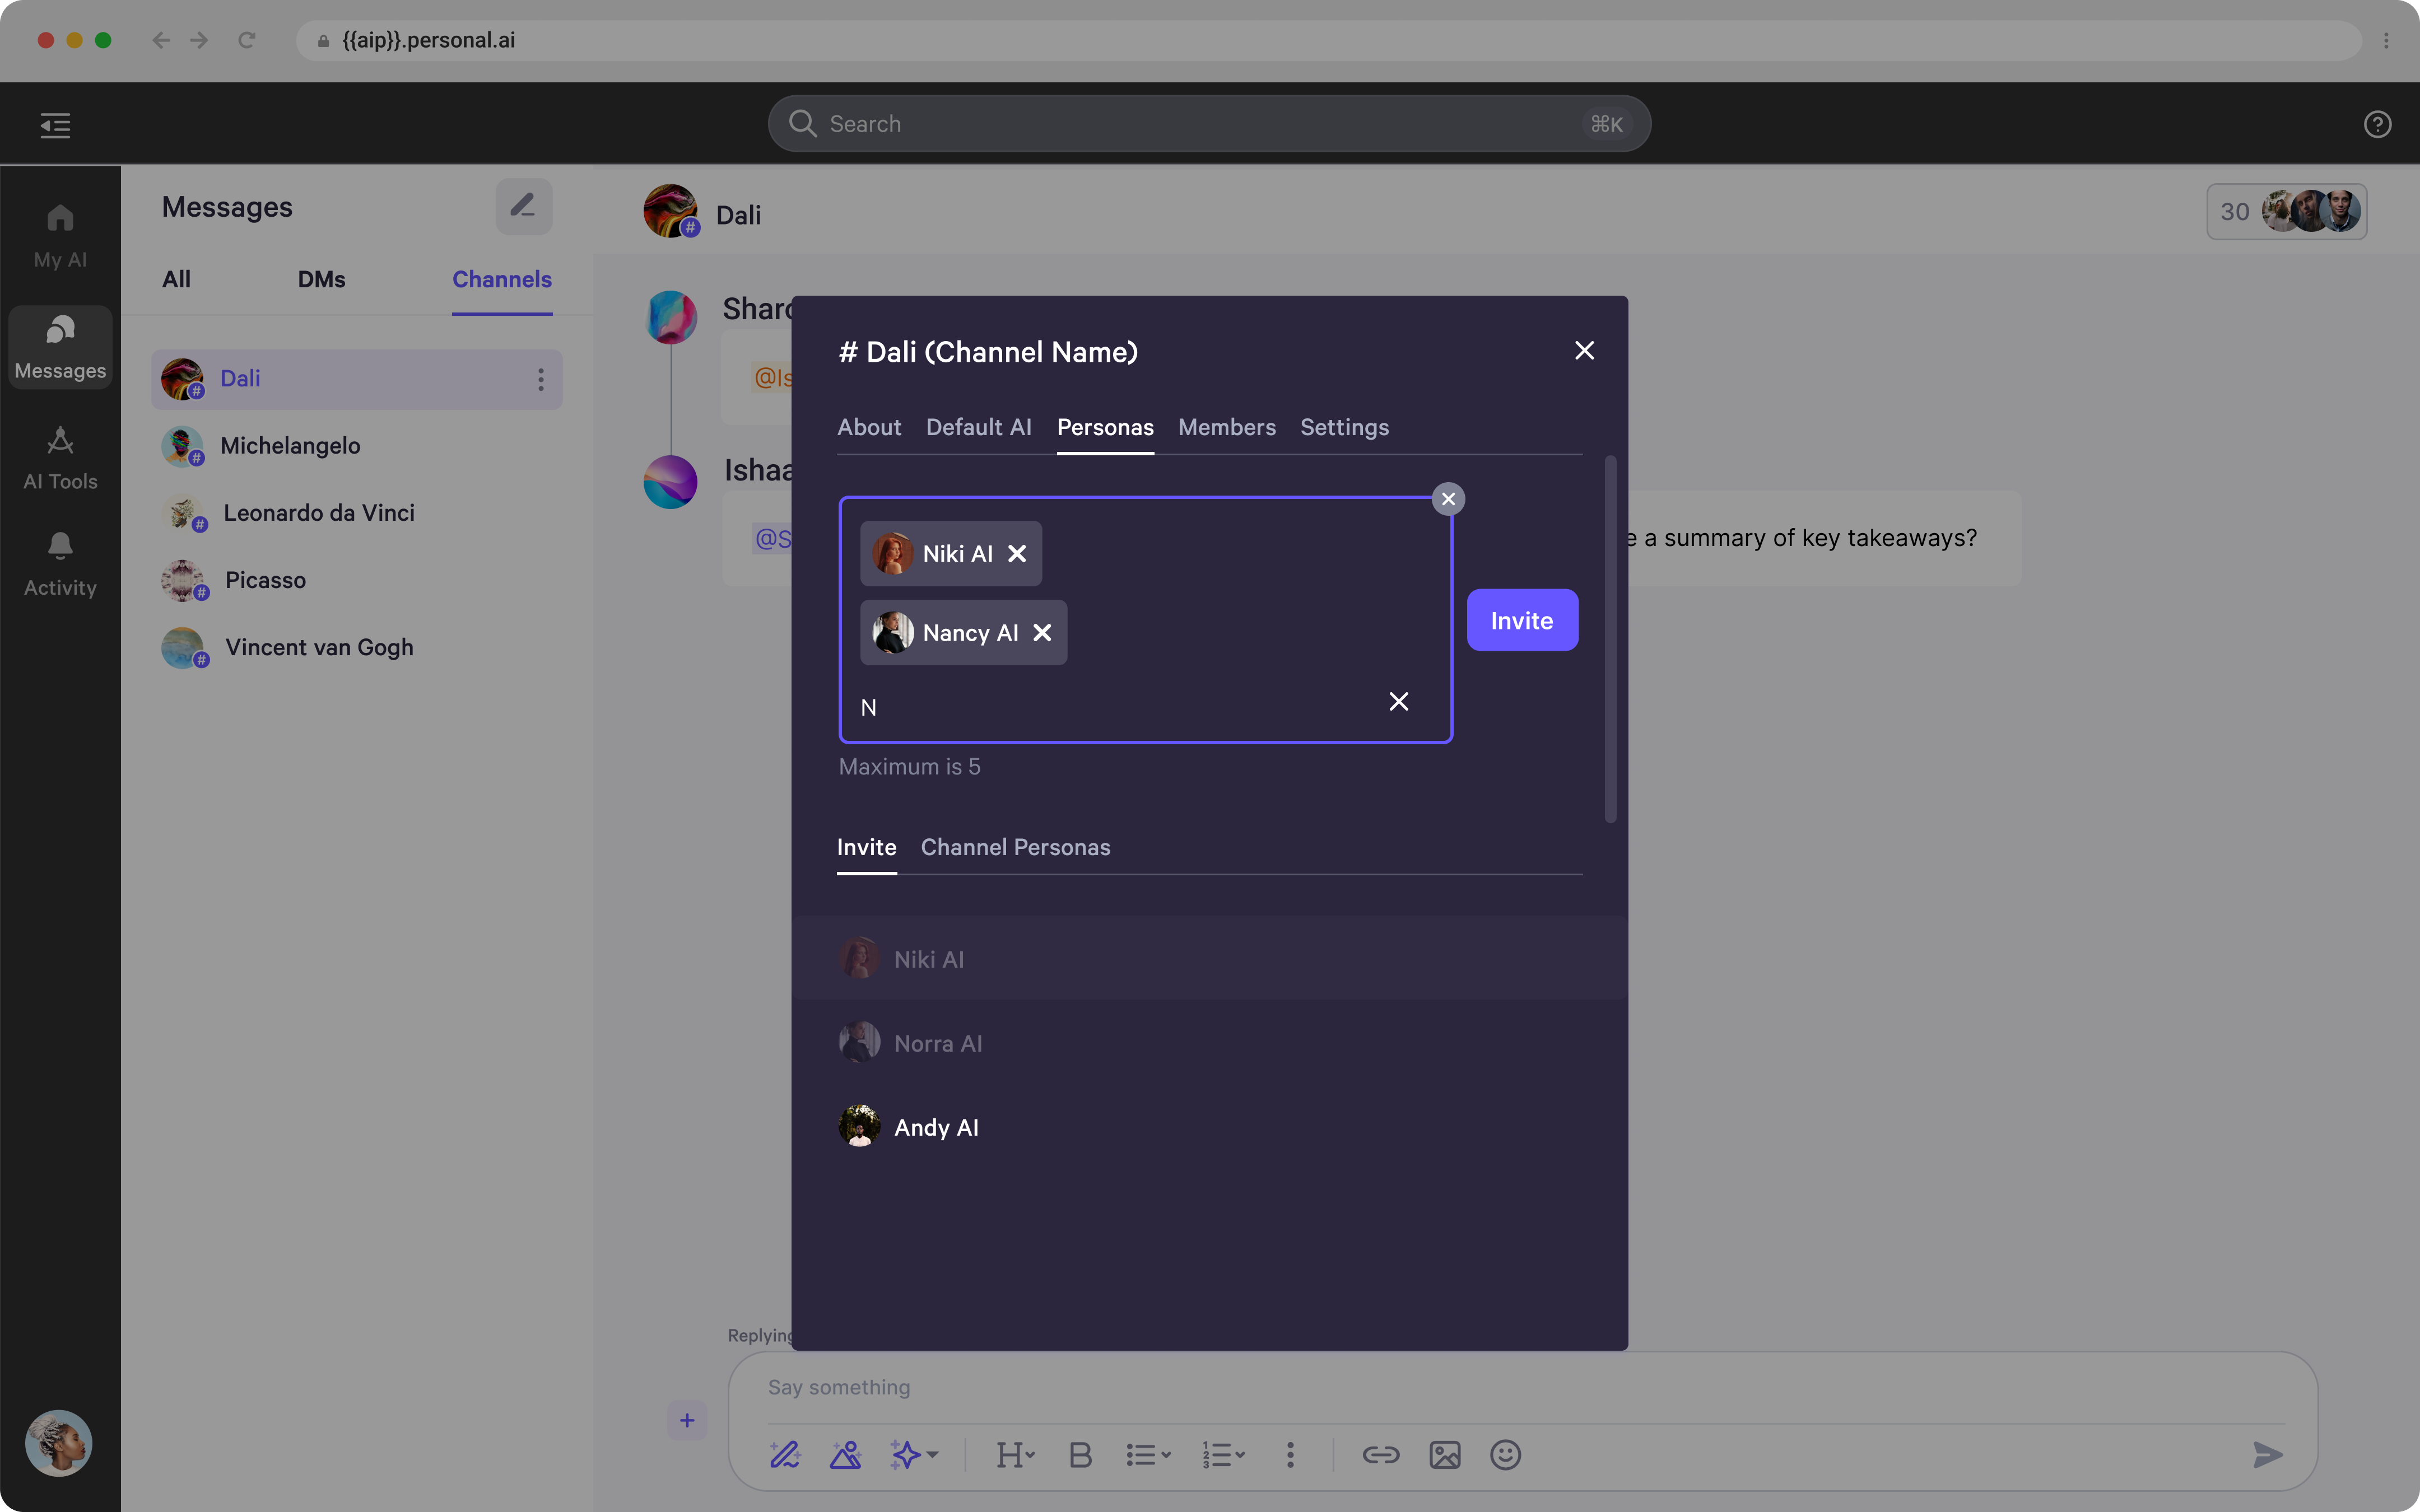 {{aip}}.personal.ai
Search
⌘K
My AI
Messages
AI Tools
Activity
Messages
All DMs Channels
Dali
Michelangelo
Leonardo da Vinci
Picasso
Vincent van Gogh
Dali
30
# Dali (Channel Name)
About Default AI Personas Members Settings
Niki AI
Nancy AI
N
Invite
Maximum is 5
Invite Channel Personas
Niki AI
Norra AI
Andy AI
e a summary of key takeaways?
Replying
Say something